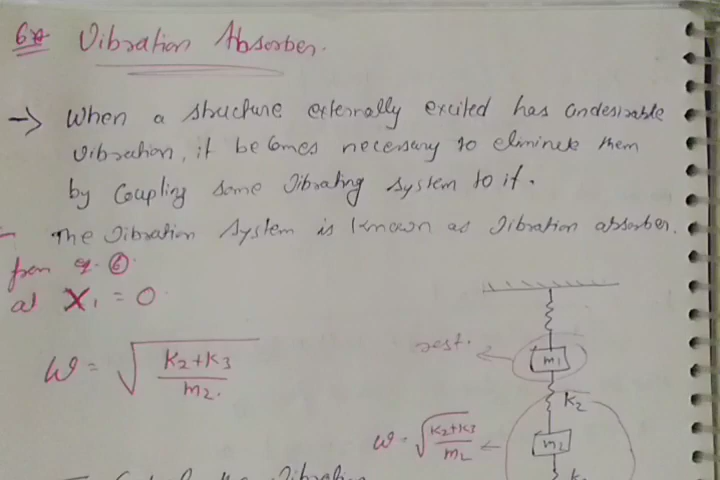 6. Vibration Absorber.
→ When a structure externally excited has undesirable
vibration, it becomes necessary to eliminate them
by coupling some vibrating system to it.
- The vibration system is known as vibration absorber.
from eq. ⑥.
at X₁ = 0
rest.
m₁
ω = √((K₂+K₃)/m₂.)
K₂
ω = √((K₂+K₃)/m₂)
m₂